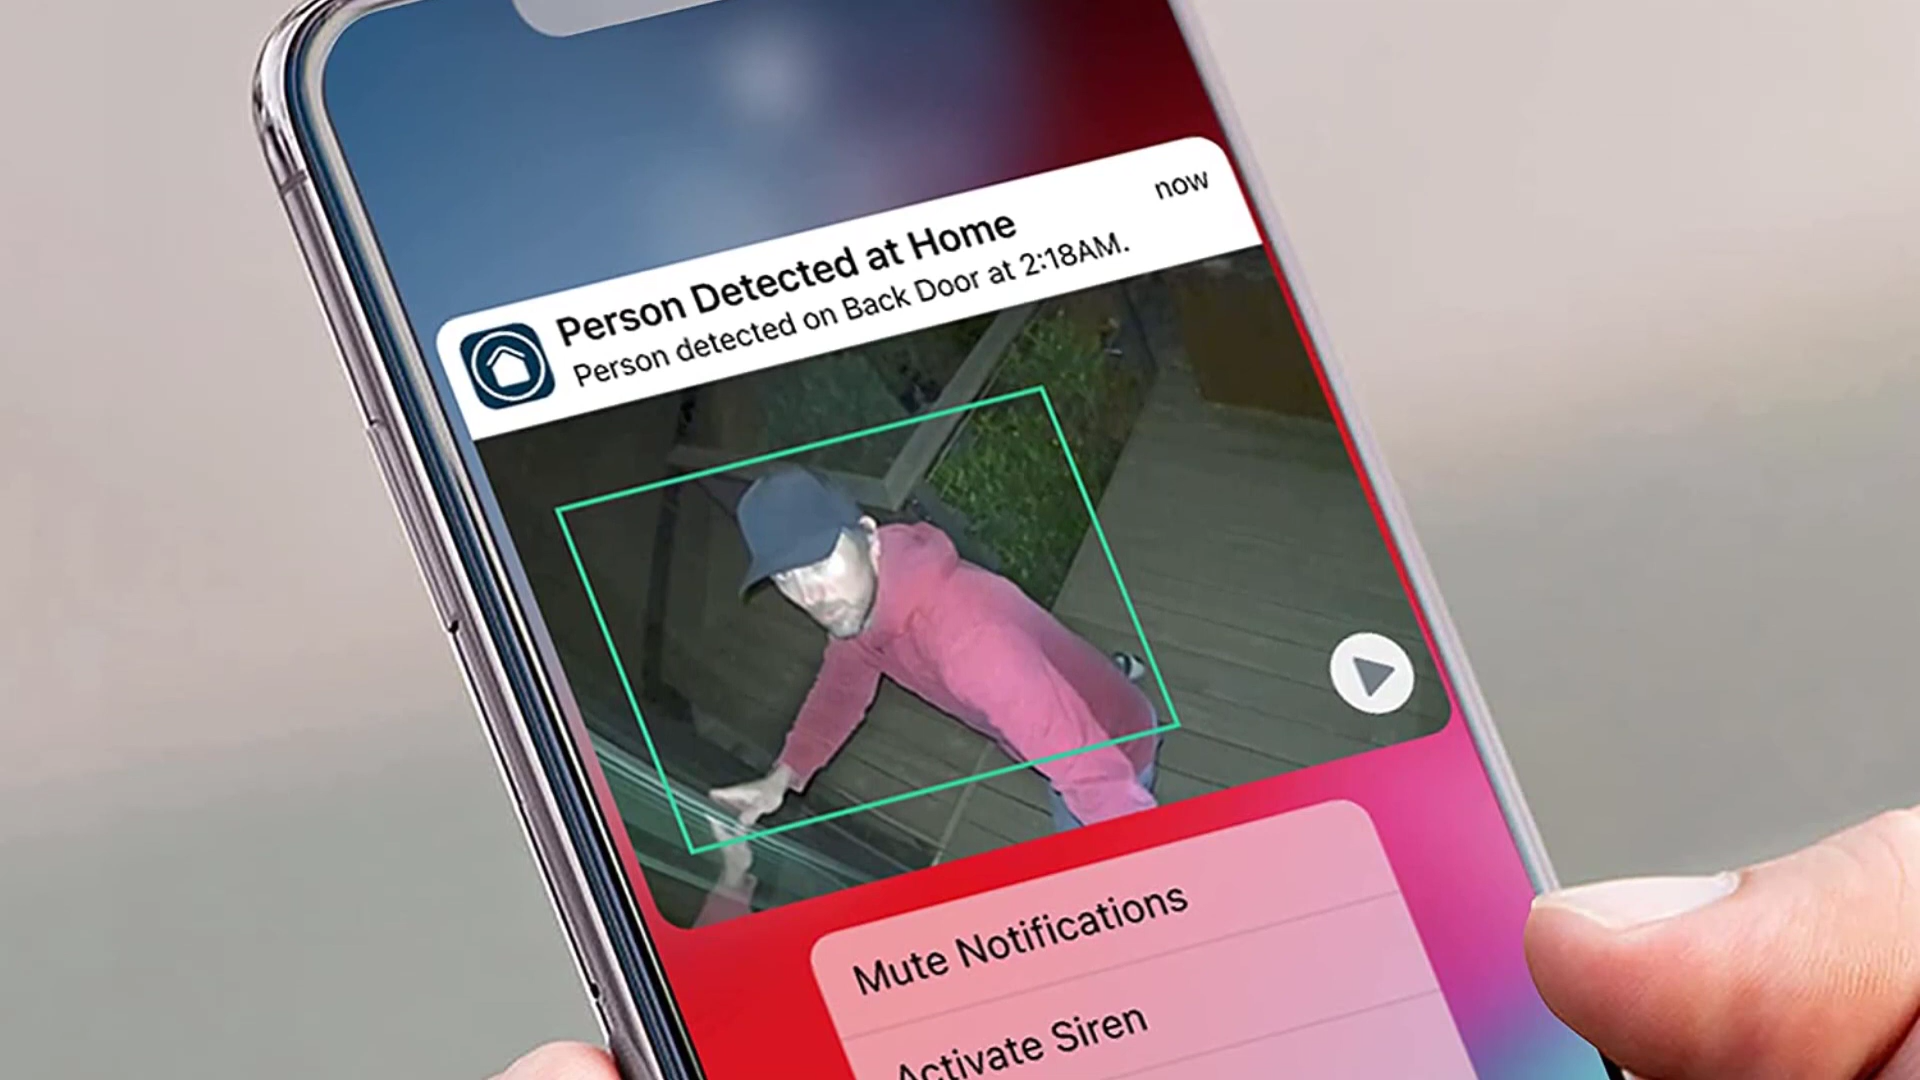 now
Person Detected at Home
Person detected on Back Door at 2:18AM.
Mute Notifications
Activate Siren